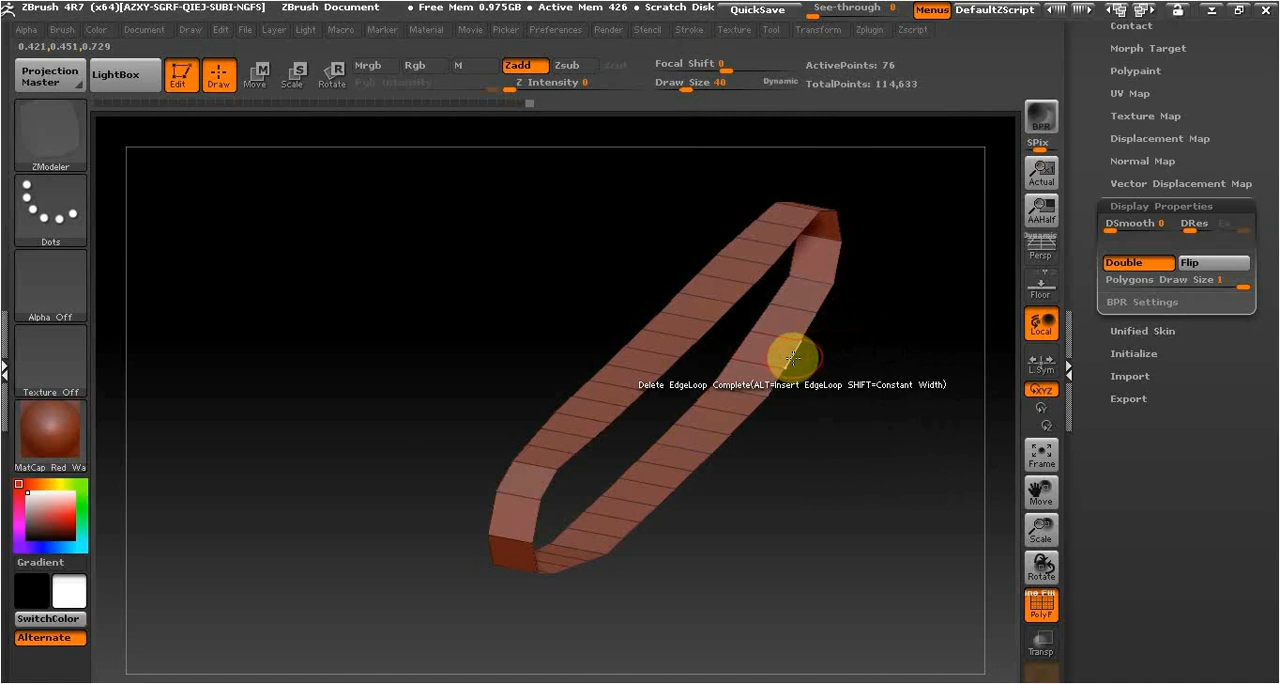 ZBrush 4R7 (x64)[AZXY-SGRF-QIEJ-SUBI-NGFS] ZBrush Document • Free Mem 0.975GB • Active Mem 426 • Scratch Disk QuickSave See-through 0 Menus DefaultZScript
Alpha Brush Color Document Draw Edit File Layer Light Macro Marker Material Movie Picker Preferences Render Stencil Stroke Texture Tool Transform Zplugin Zscript
0.421,0.451,0.729
Projection Master
LightBox
Edit
Draw
Move
Scale
Rotate
Mrgb Rgb M Zadd Zsub Zcut
Rgb Intensity Z Intensity 0
Focal Shift 0
Draw Size 40 Dynamic
ActivePoints: 76
TotalPoints: 114,633
ZModeler
Dots
Alpha Off
Texture Off
MatCap Red Wa
Gradient
SwitchColor
Alternate
Delete EdgeLoop Complete(ALT=Insert EdgeLoop SHIFT=Constant Width)
BPR
SPix
Actual
AAHalf
Dynamic
Persp
Floor
Local
L.Sym
XYZ
Frame
Move
Scale
Rotate
PolyF
Transp
Contact
Morph Target
Polypaint
UV Map
Texture Map
Displacement Map
Normal Map
Vector Displacement Map
Display Properties
DSmooth 0 DRes
Double Flip
Polygons Draw Size 1
BPR Settings
Unified Skin
Initialize
Import
Export